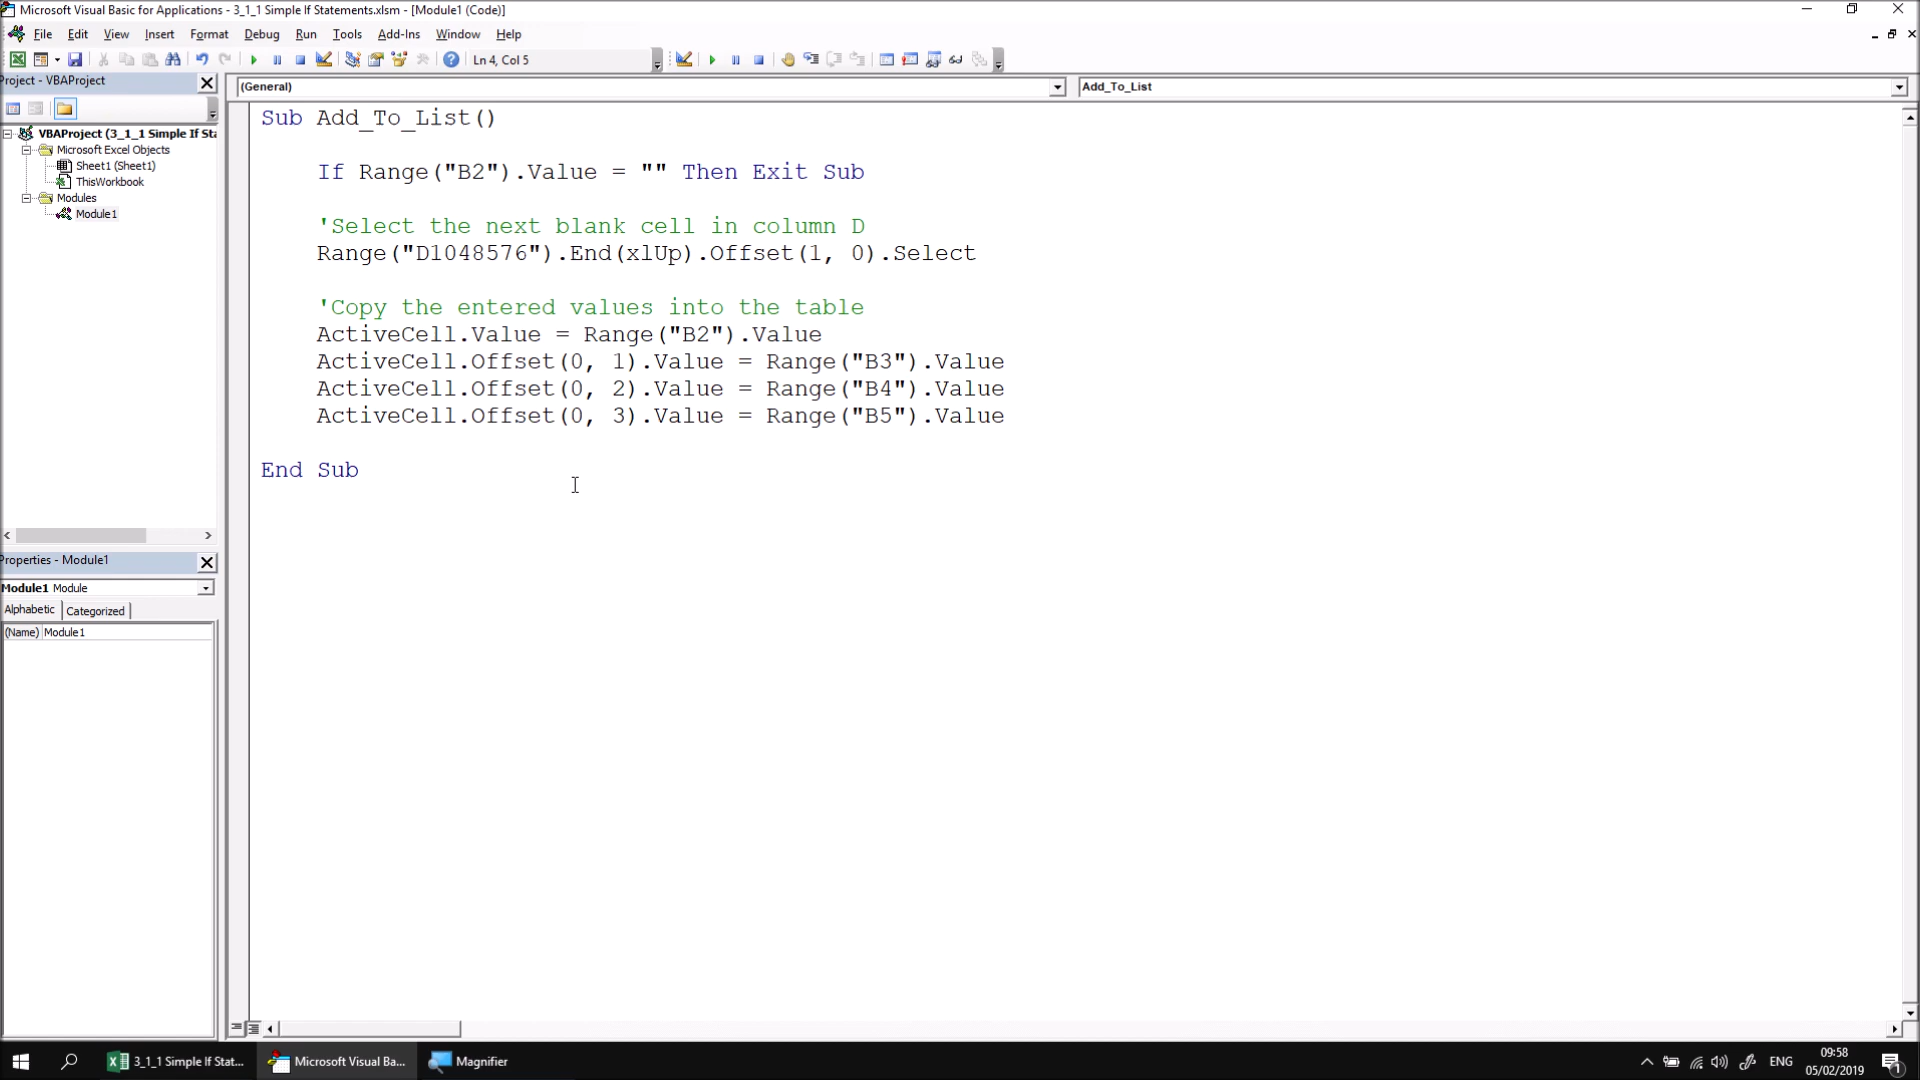 Microsoft Visual Basic for Applications - 3_1_1 Simple If Statements.xlsm - [Module1 (Code)]
File Edit View Insert Format Debug Run Tools Add-Ins Window Help
Ln 4, Col 5
Project - VBAProject
(General) Add_To_List
VBAProject (3_1_1 Simple If Sta
Microsoft Excel Objects
Sheet1 (Sheet1)
ThisWorkbook
Modules
Module1
Sub Add_To_List()
If Range("B2").Value = "" Then Exit Sub
'Select the next blank cell in column D
Range("D1048576").End(xlUp).Offset(1, 0).Select
'Copy the entered values into the table
ActiveCell.Value = Range("B2").Value
ActiveCell.Offset(0, 1).Value = Range("B3").Value
ActiveCell.Offset(0, 2).Value = Range("B4").Value
ActiveCell.Offset(0, 3).Value = Range("B5").Value
End Sub
Properties - Module1
Module1 Module
Alphabetic Categorized
(Name) Module1
3_1_1 Simple If Stat... Microsoft Visual Ba... Magnifier
ENG
09:58
05/02/2019
1